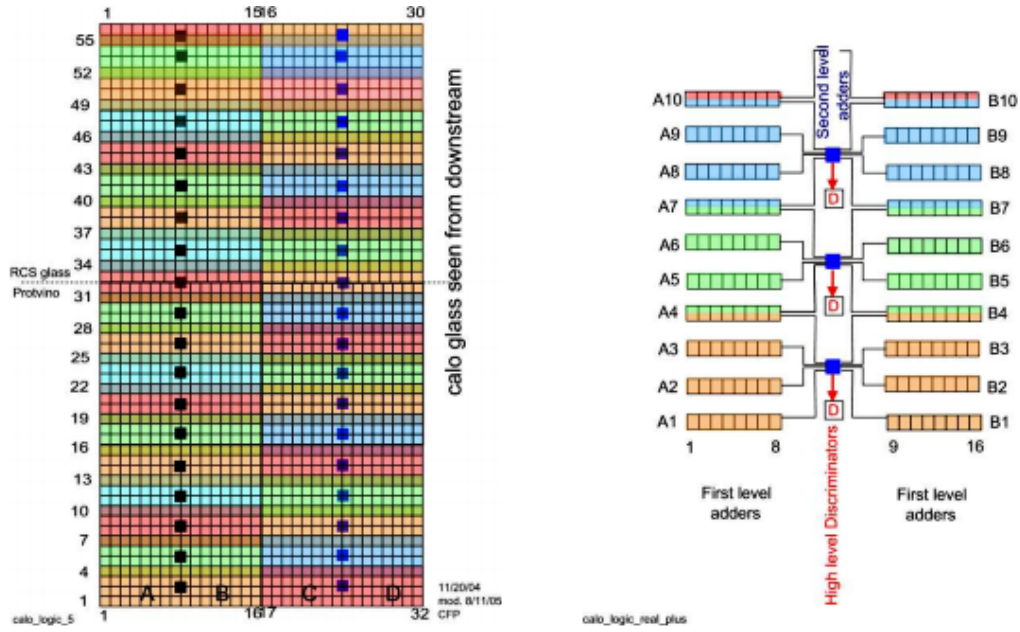 1 15 16 30
55
52
49
46
43
40
37
34
RCS glass
Protvino
31
28
25
22
19
16
13
10
7
4
1
A B C D
1 16 17 32
calo glass seen from downstream
11/20/04
mod. 8/11/05
CFP
calo_logic_5
Second level
adders
A10 B10
A9 B9
A8 B8
D
A7 B7
A6 B6
A5 B5
D
A4 B4
A3 B3
A2 B2
D
A1 B1
1 8 9 16
First level
adders
High level Discriminators
First level
adders
calo_logic_real_plus